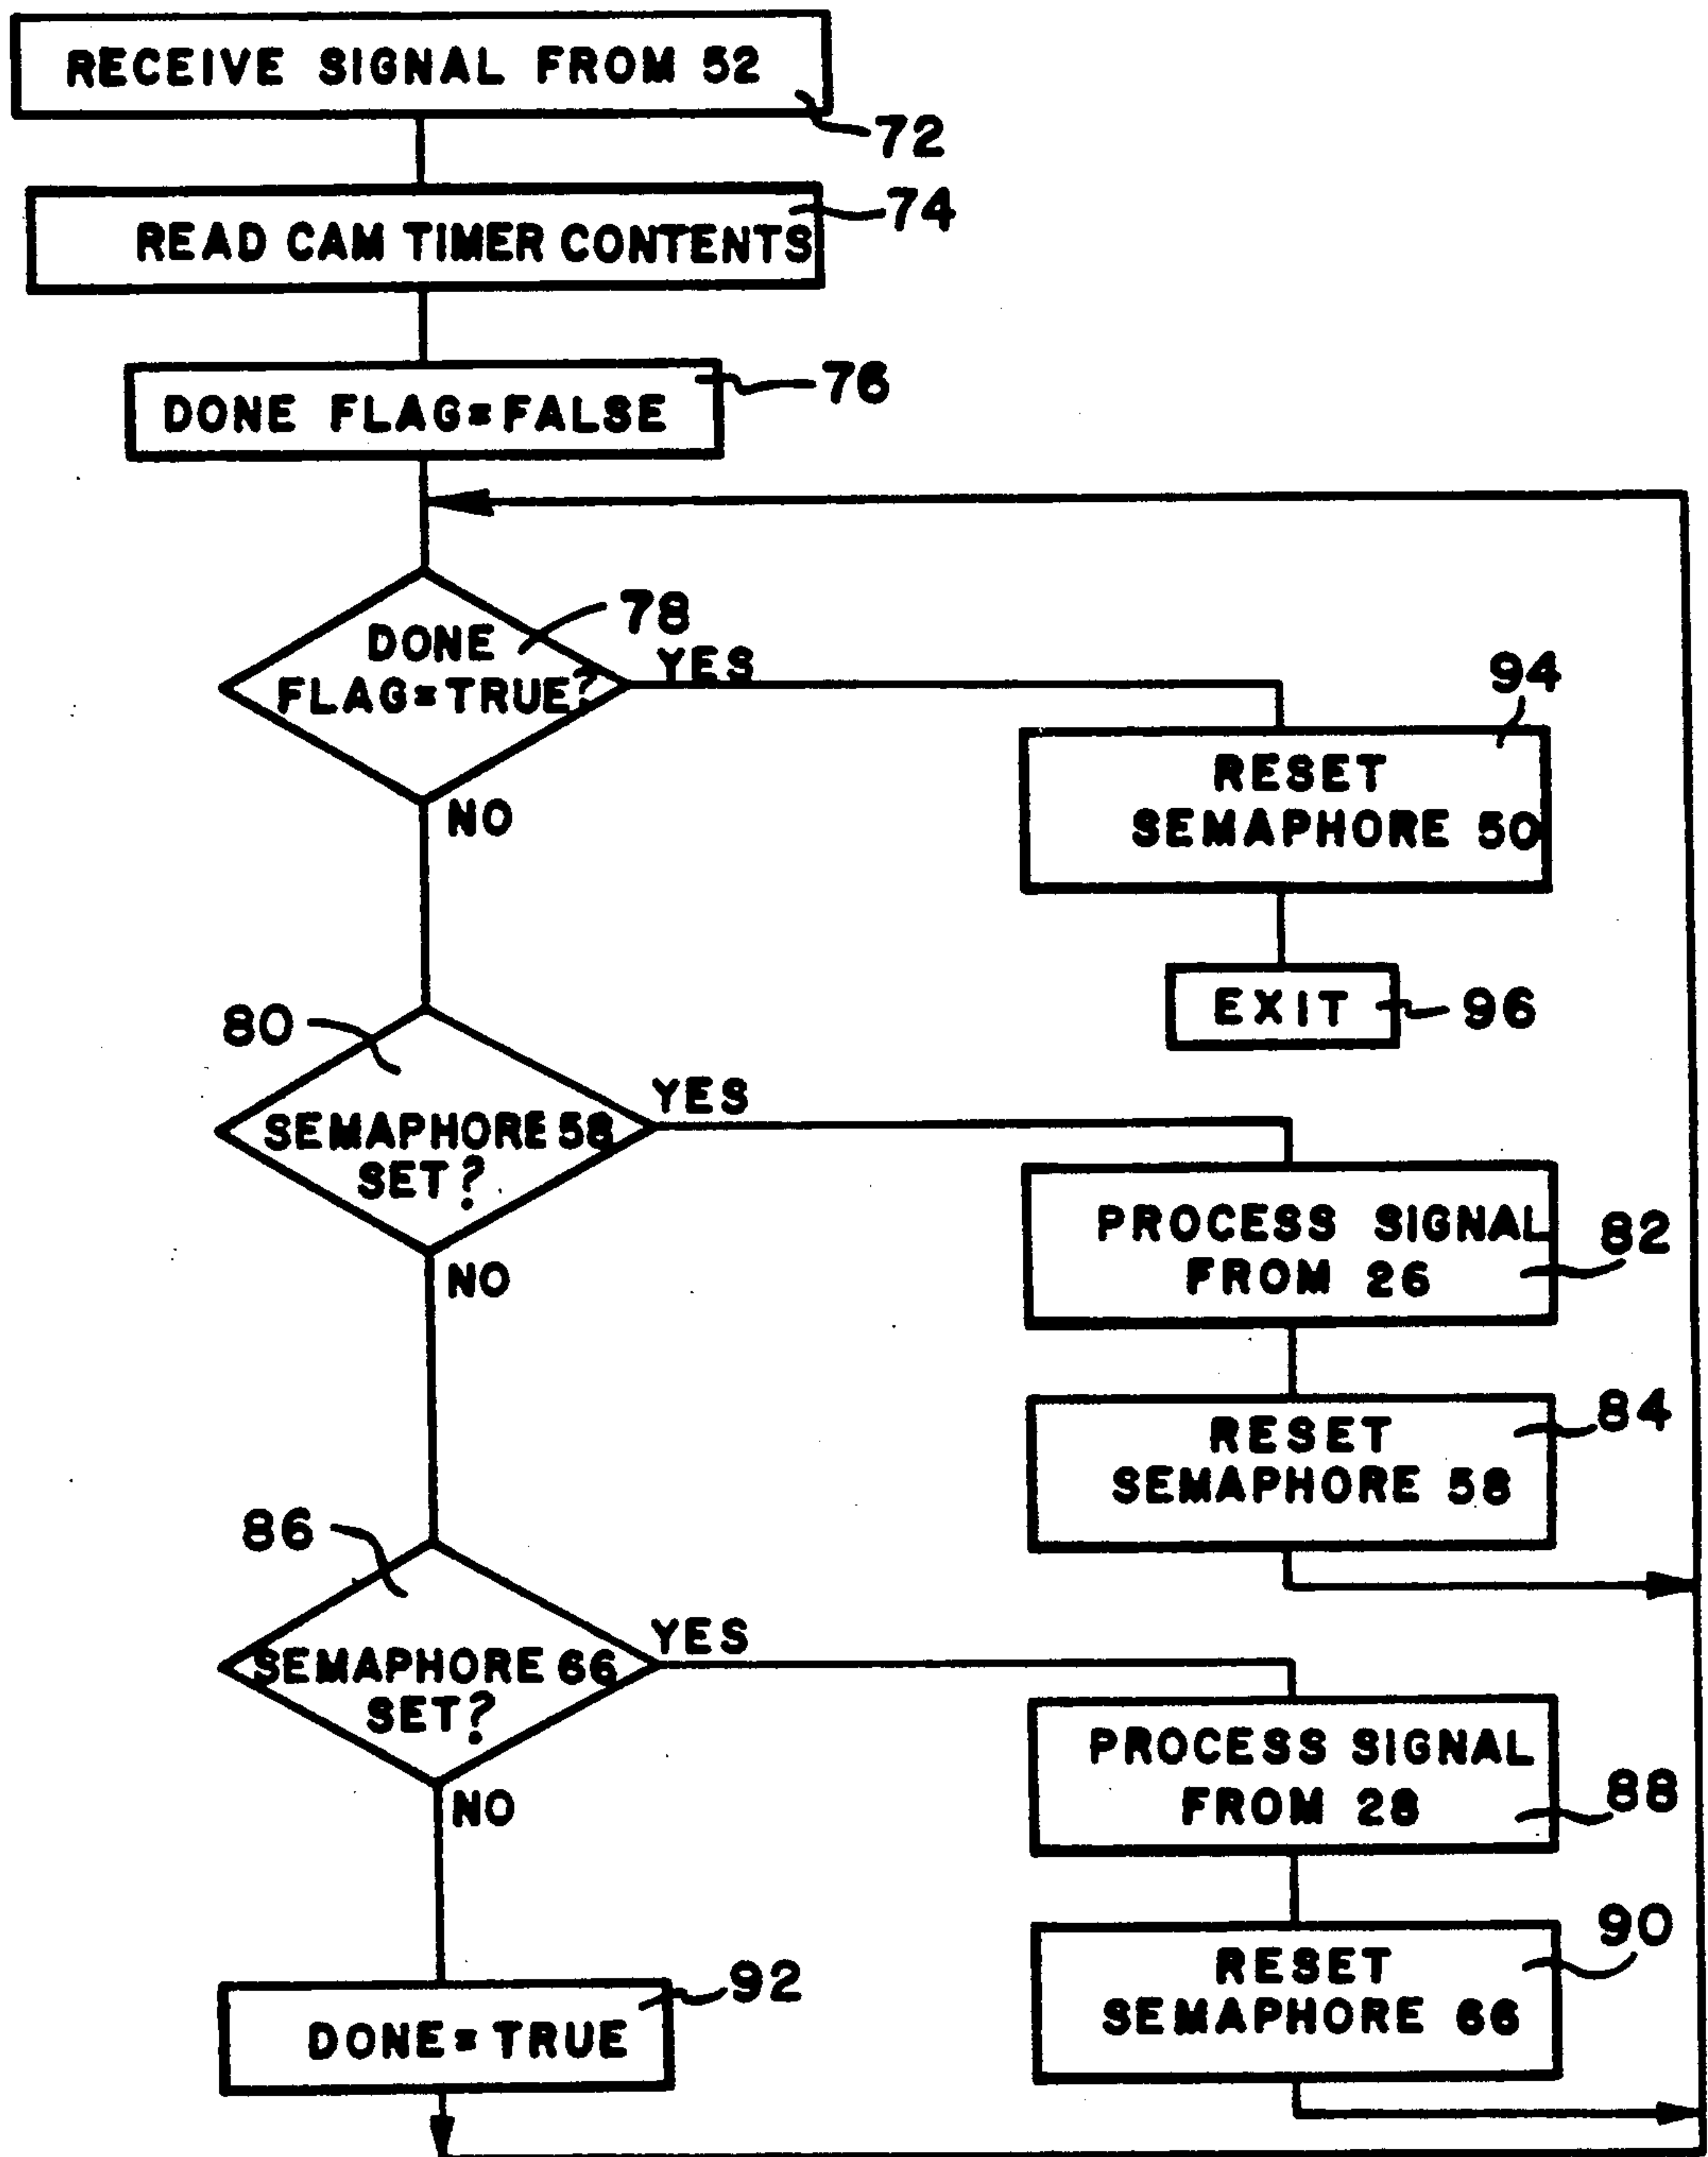 RECEIVE SIGNAL FROM 52
72
READ CAM TIMER CONTENTS
74
DONE FLAG=FALSE
76
DONE
FLAG=TRUE?
78
YES
NO
94
RESET
SEMAPHORE 50
EXIT
96
80
SEMAPHORE 58
SET?
YES
NO
PROCESS SIGNAL
FROM 26
82
RESET
SEMAPHORE 58
84
86
SEMAPHORE 66
SET?
YES
NO
PROCESS SIGNAL
FROM 28
88
RESET
SEMAPHORE 66
90
DONE=TRUE
92